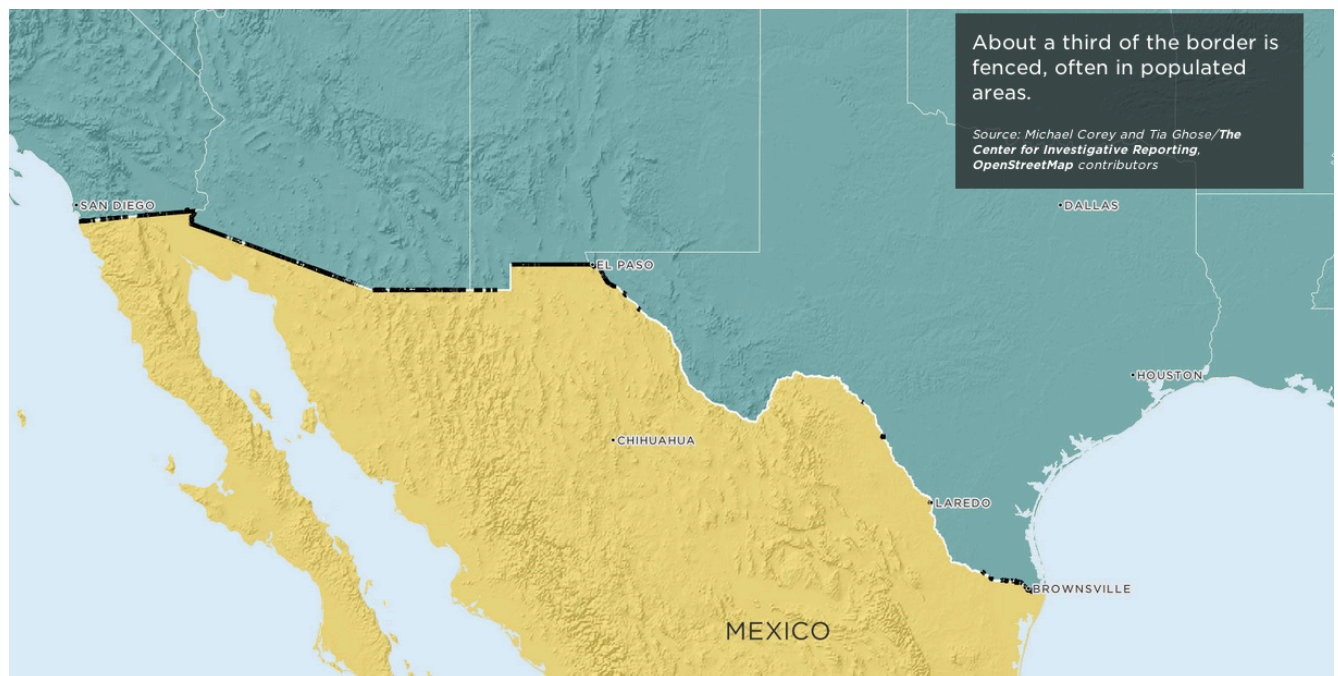 About a third of the border is
fenced, often in populated
areas.
Source: Michael Corey and Tia Ghose/The
Center for Investigative Reporting,
OpenStreetMap contributors
SAN DIEGO
DALLAS
EL PASO
HOUSTON
CHIHUAHUA
LAREDO
BROWNSVILLE
MEXICO